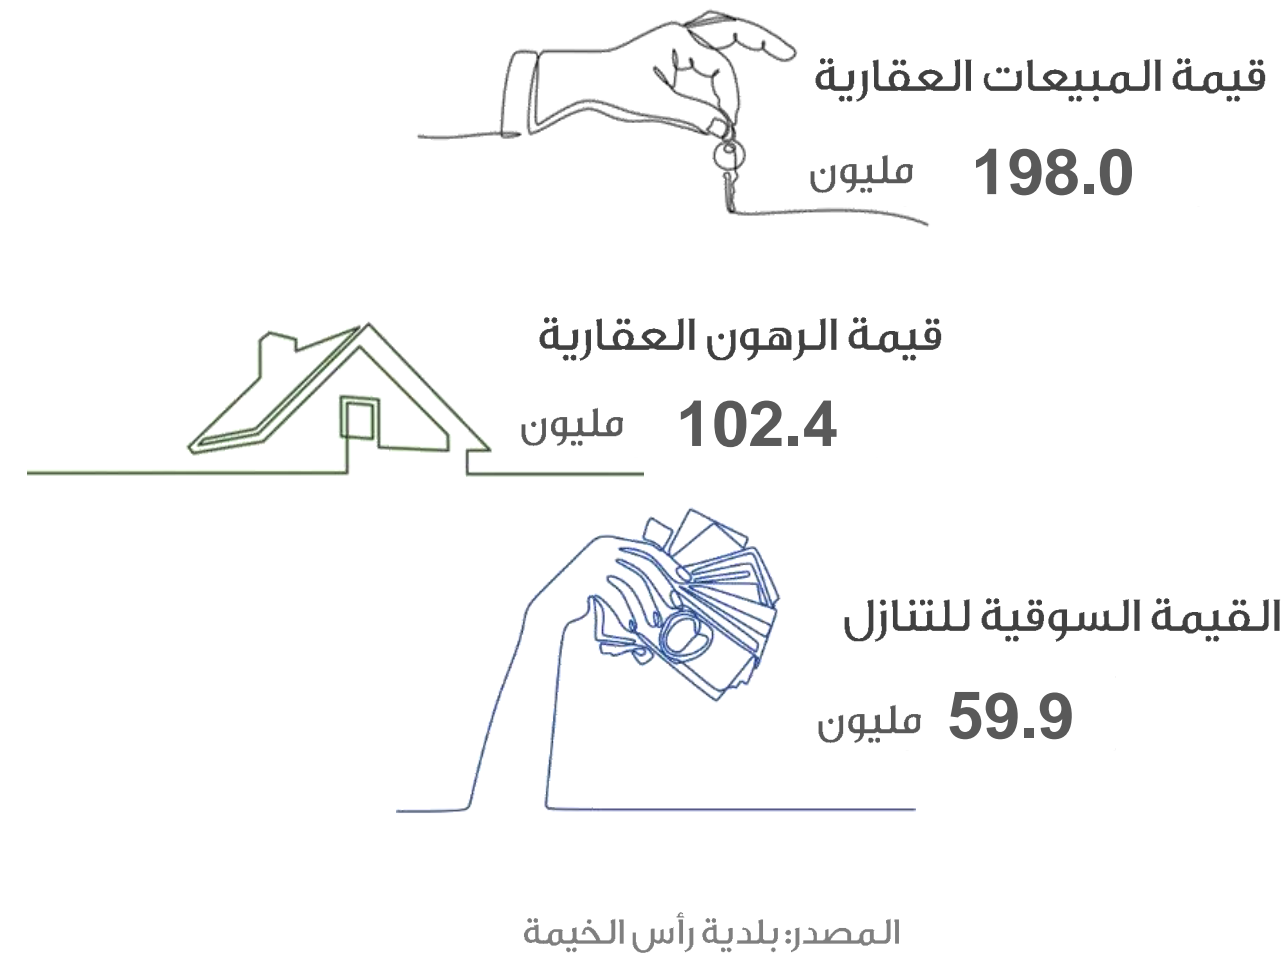 قيمة المبيعات العقارية
198.0 مليون
قيمة الرهون العقارية
102.4 مليون
القيمة السوقية للتنازل
59.9 مليون
المصدر: بلدية رأس الخيمة